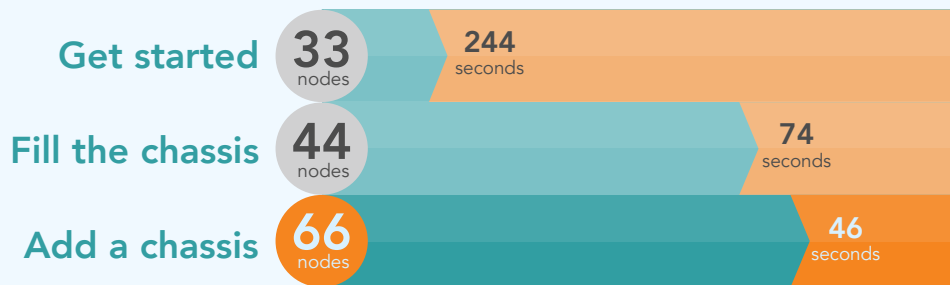 Get started
33
nodes
244
seconds
Fill the chassis
44
nodes
74
seconds
Add a chassis
66
nodes
46
seconds